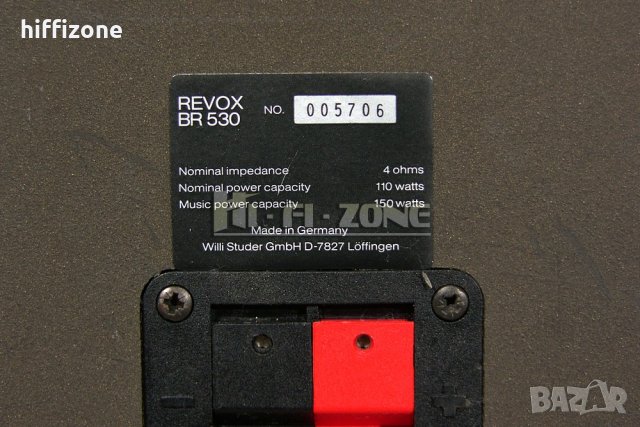 hiffizone
REVOX
BR 530
NO. 005706
Nominal impedance 4 ohms
Nominal power capacity 110 watts
Music power capacity 150 watts
Hi-Fi-ZONE
Made in Germany
Willi Studer GmbH D-7827 Löffingen
BAZAR